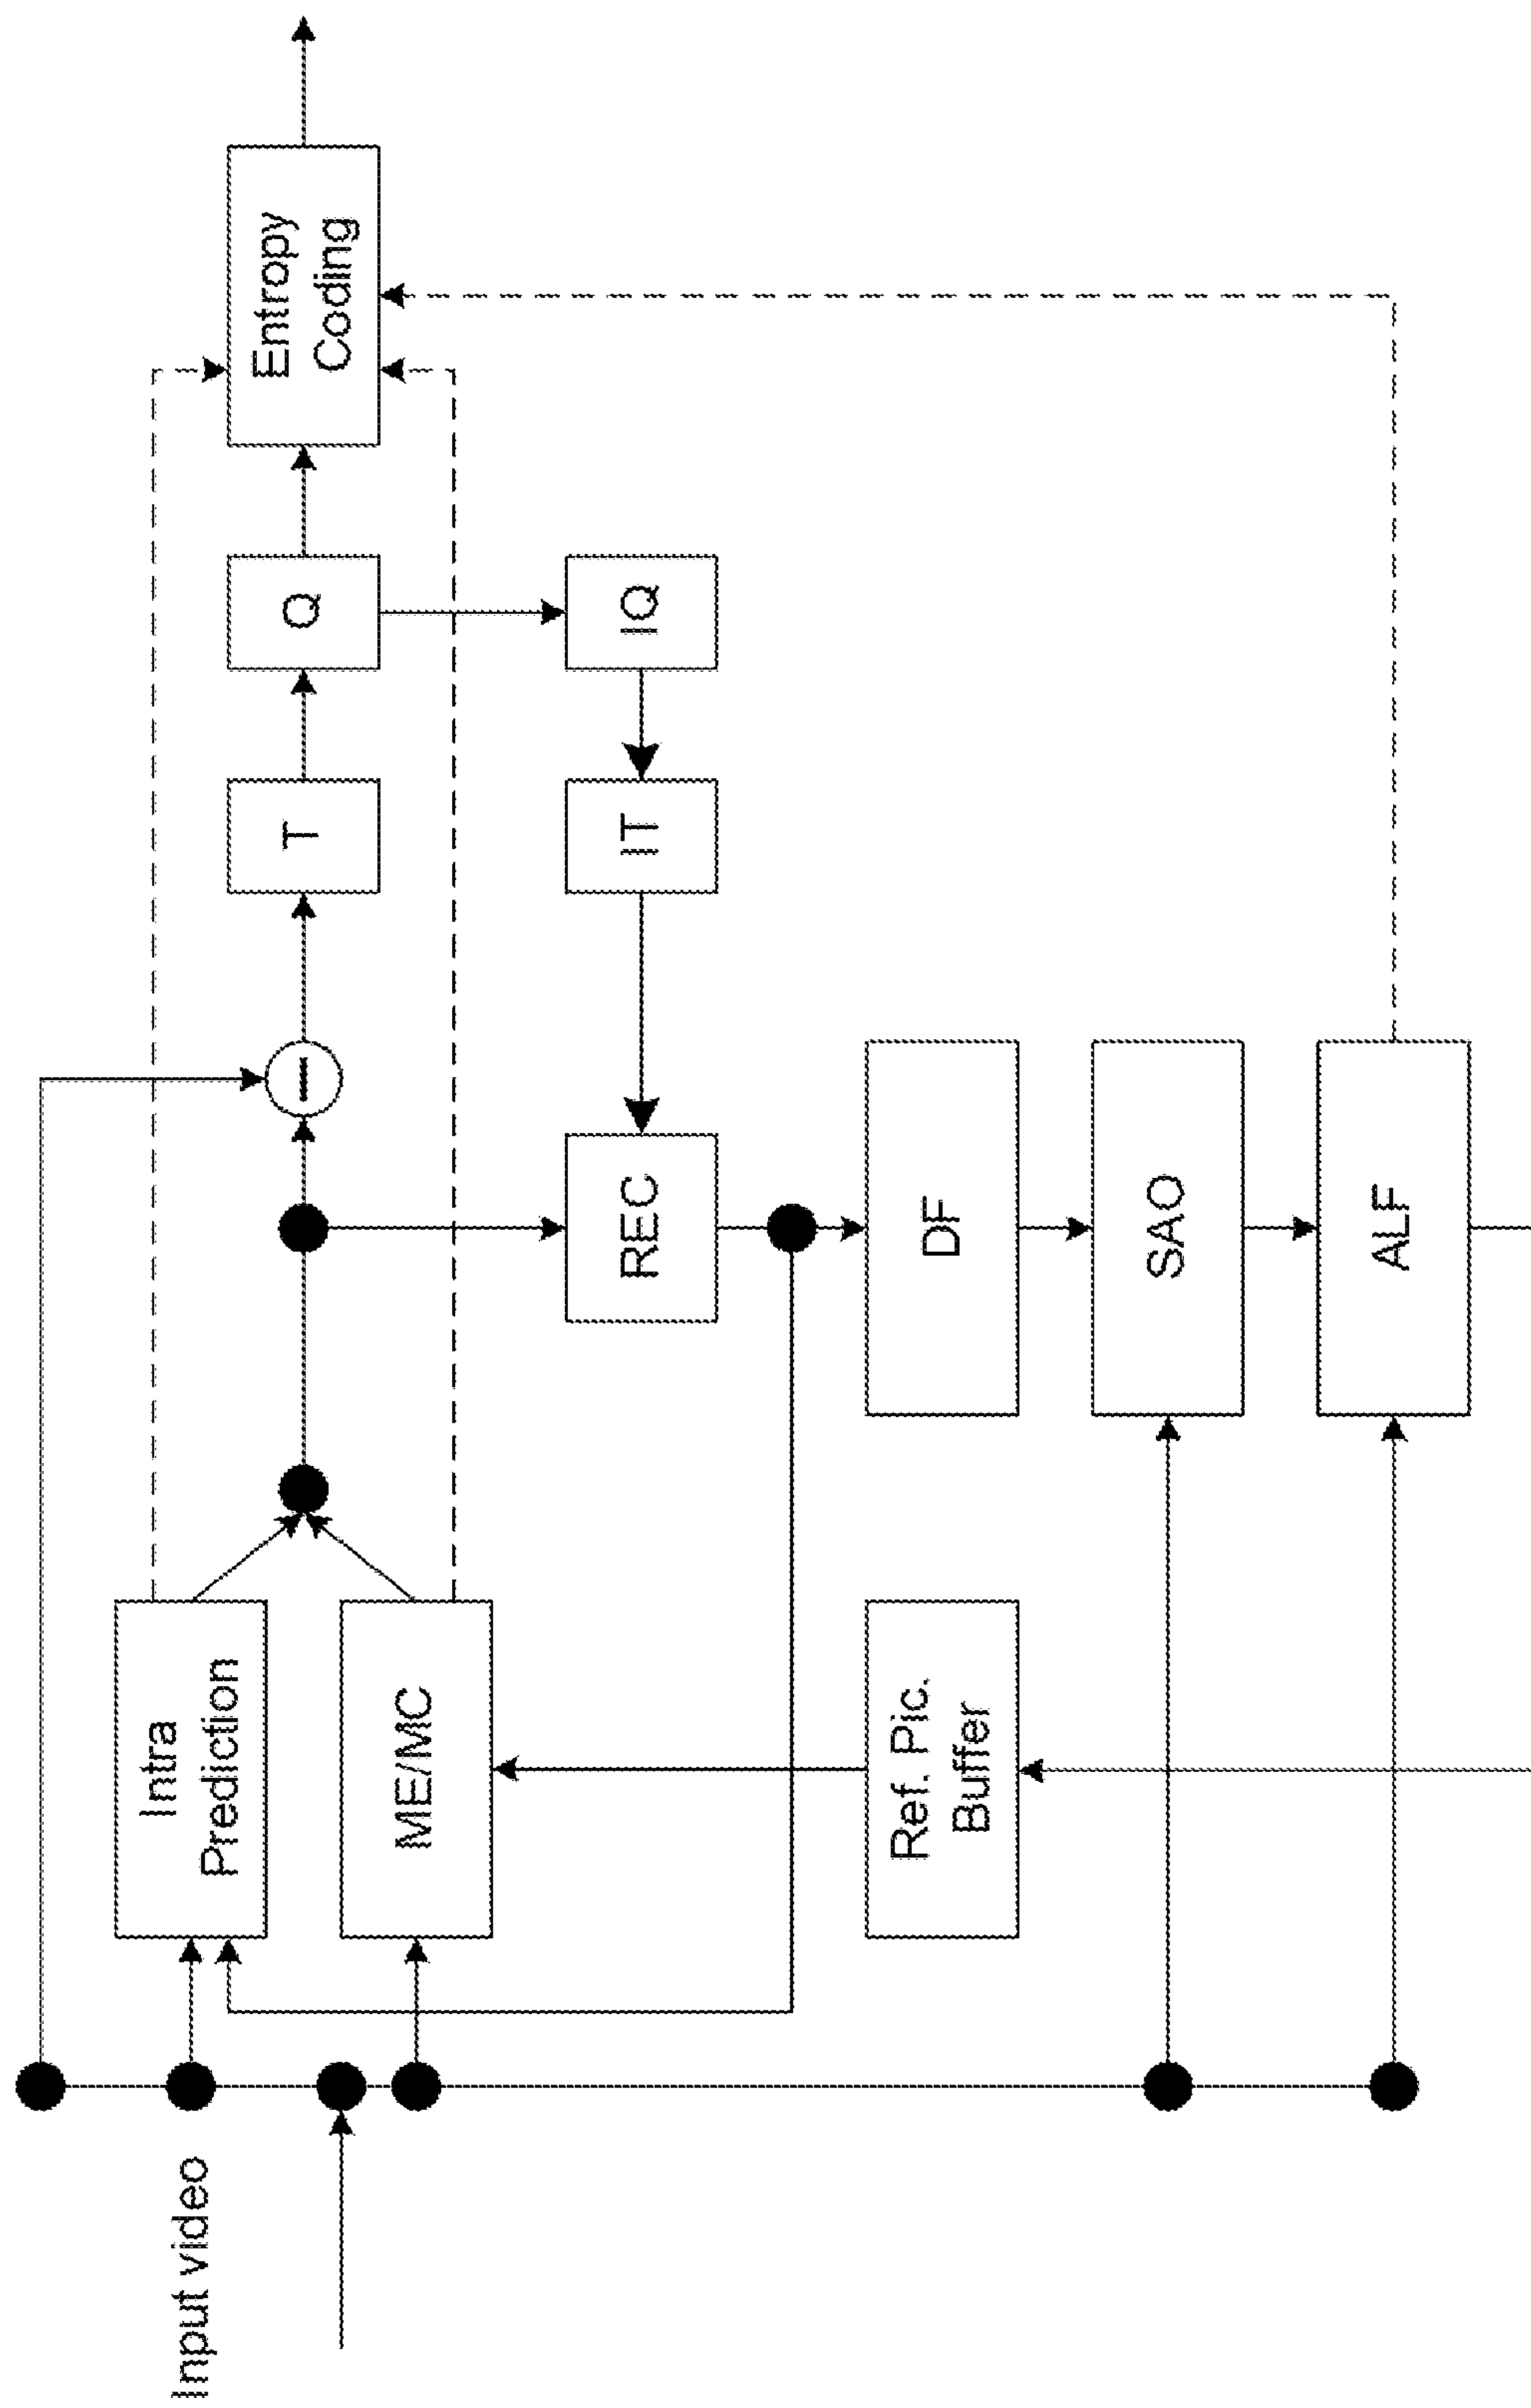 Input video
Intra
Prediction
ME/MC
—
T
Q
Entropy
Coding
REC
IT
IQ
Ref. Pic.
Buffer
DF
SAO
ALF